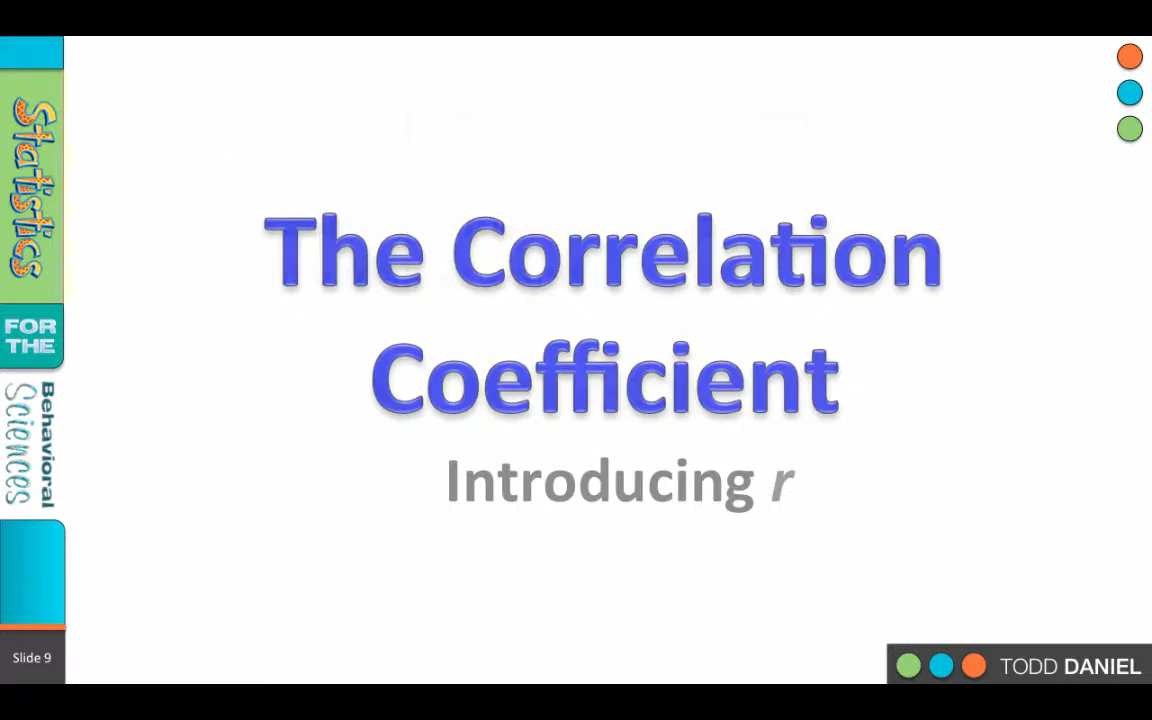 Statistics
FOR
THE
Behavioral
Sciences
The Correlation
Coefficient
Introducing r
Slide 9
TODD DANIEL